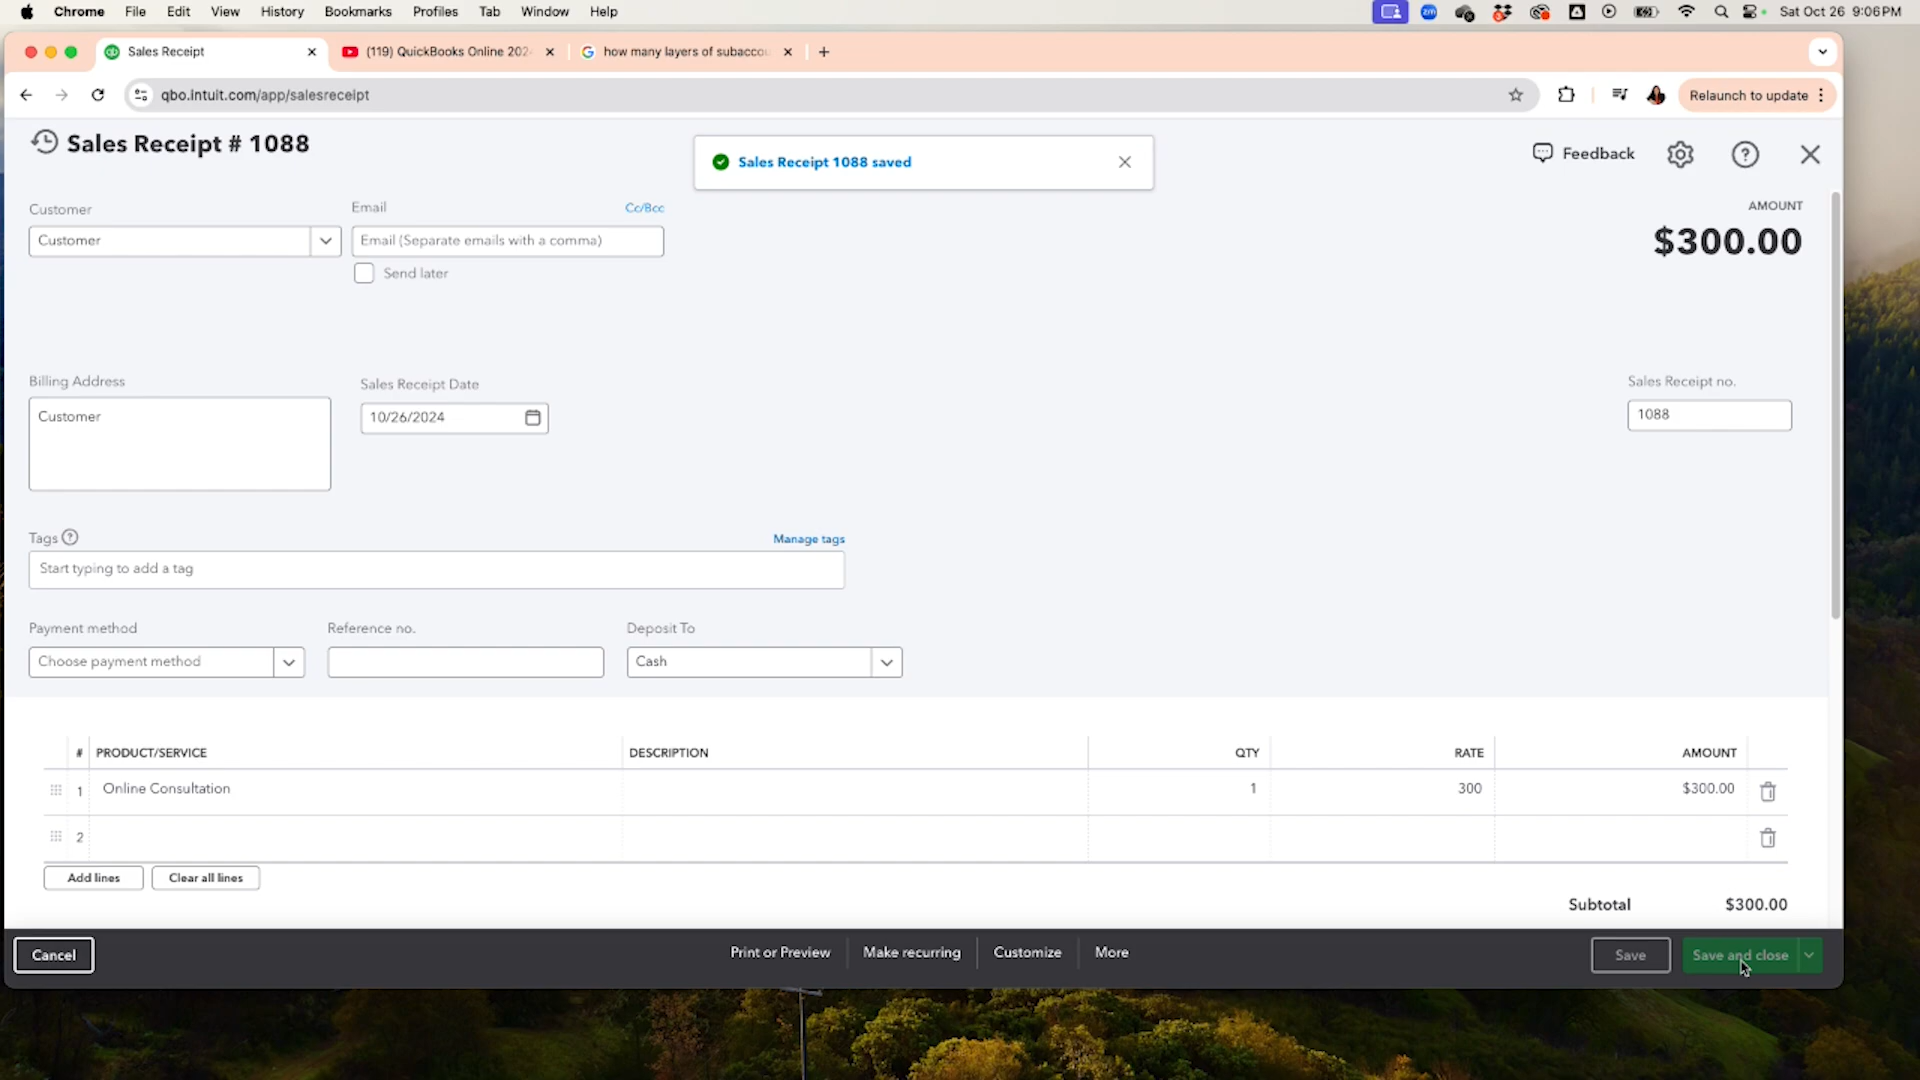 Chrome File Edit View History Bookmarks Profiles Tab Window Help
zm
Sat Oct 26 9:06 PM
Sales Receipt
(119) QuickBooks Online 202
how many layers of subaccou
qbo.intuit.com/app/salesreceipt
Relaunch to update
Sales Receipt # 1088
Sales Receipt 1088 saved
Feedback
Customer
Email
Cc/Bcc
AMOUNT
Customer
Email (Separate emails with a comma)
$300.00
Send later
Billing Address
Sales Receipt Date
Sales Receipt no.
Customer
10/26/2024
1088
Tags
Manage tags
Start typing to add a tag
Payment method
Reference no.
Deposit To
Choose payment method
Cash
# PRODUCT/SERVICE DESCRIPTION QTY RATE AMOUNT
1 Online Consultation 1 300 $300.00
2
Add lines
Clear all lines
Subtotal $300.00
Cancel
Print or Preview
Make recurring
Customize
More
Save
Save and close